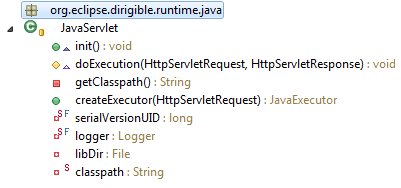 org.eclipse.dirigible.runtime.java
C JavaServlet
init() : void
doExecution(HttpServletRequest, HttpServletResponse) : void
getClasspath() : String
createExecutor(HttpServletRequest) : JavaExecutor
S F serialVersionUID : long
S F logger : Logger
libDir : File
S classpath : String